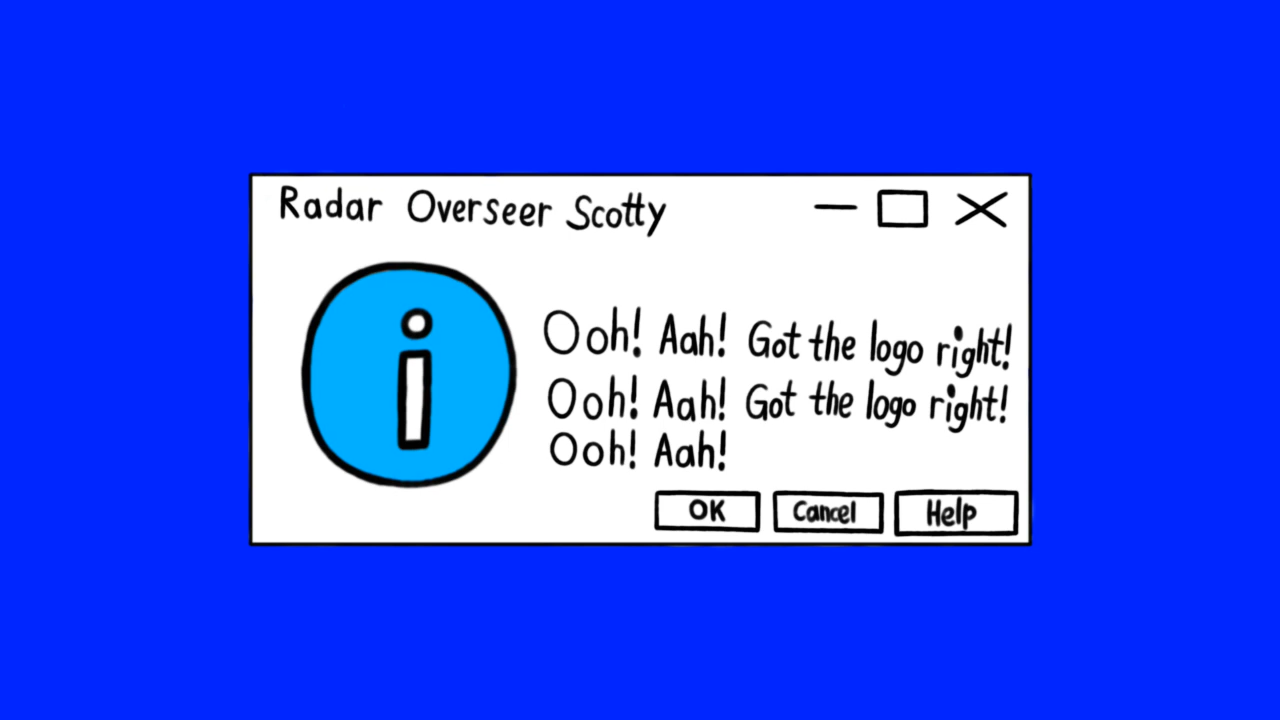 Radar Overseer Scotty
Ooh! Aah! Got the logo right!
Ooh! Aah! Got the logo right!
Ooh! Aah!
OK Cancel Help